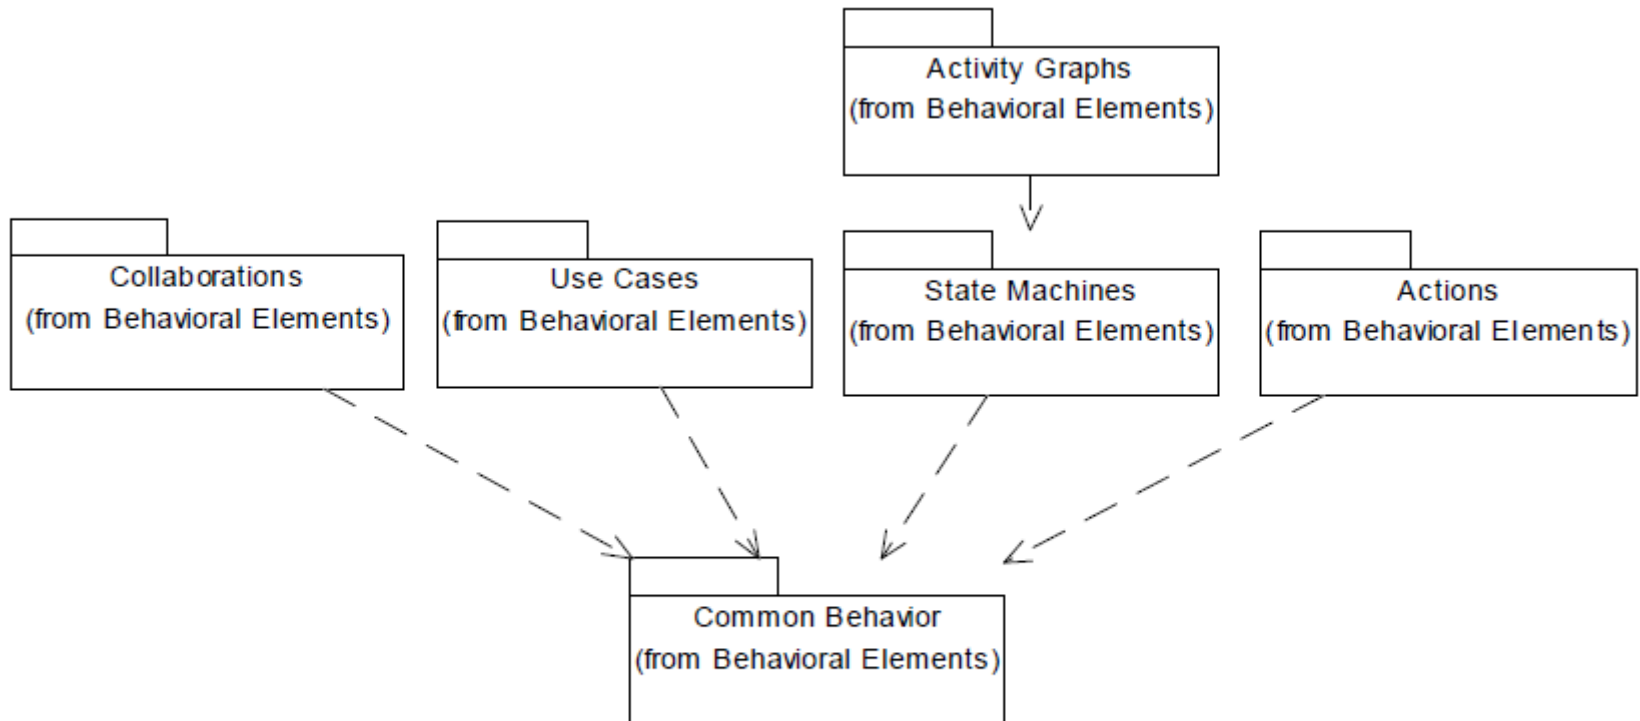 Activity Graphs
(from Behavioral Elements)
Collaborations
(from Behavioral Elements)
Use Cases
(from Behavioral Elements)
State Machines
(from Behavioral Elements)
Actions
(from Behavioral Elements)
Common Behavior
(from Behavioral Elements)